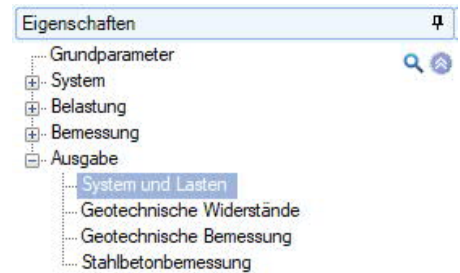 Eigenschaften
Grundparameter
System
Belastung
Bemessung
Ausgabe
System und Lasten
Geotechnische Widerstände
Geotechnische Bemessung
Stahlbetonbemessung